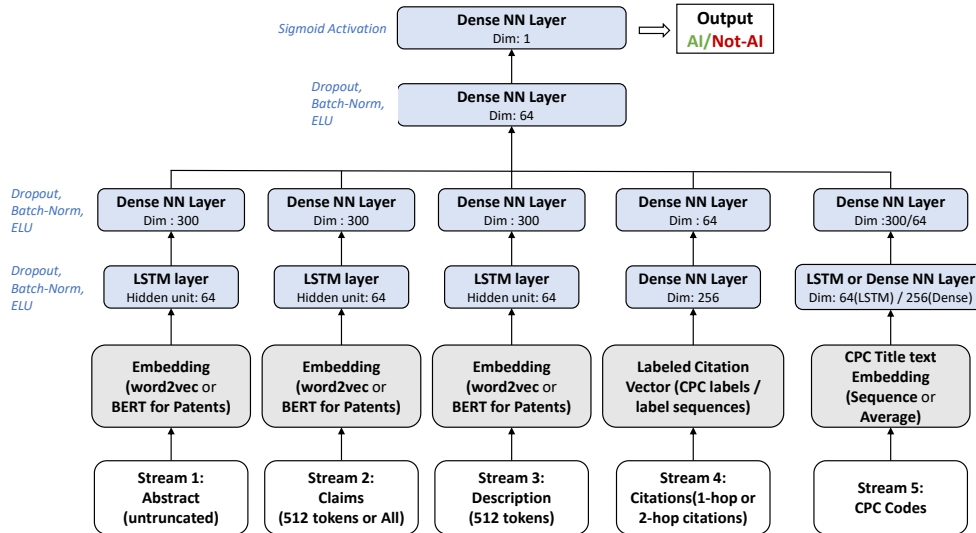 Sigmoid Activation
Dense NN Layer
Dim: 1
Output
AI/Not-AI
Dropout,
Batch-Norm,
ELU
Dense NN Layer
Dim: 64
Dropout,
Batch-Norm,
ELU
Dense NN Layer
Dim : 300
Dense NN Layer
Dim : 300
Dense NN Layer
Dim : 300
Dense NN Layer
Dim : 64
Dense NN Layer
Dim :300/64
Dropout,
Batch-Norm,
ELU
LSTM layer
Hidden unit: 64
LSTM layer
Hidden unit: 64
LSTM layer
Hidden unit: 64
Dense NN Layer
Dim: 256
LSTM or Dense NN Layer
Dim: 64(LSTM) / 256(Dense)
Embedding
(word2vec or
BERT for Patents)
Embedding
(word2vec or
BERT for Patents)
Embedding
(word2vec or
BERT for Patents)
Labeled Citation
Vector (CPC labels /
label sequences)
CPC Title text
Embedding
(Sequence or
Average)
Stream 1:
Abstract
(untruncated)
Stream 2:
Claims
(512 tokens or All)
Stream 3:
Description
(512 tokens)
Stream 4:
Citations(1-hop or
2-hop citations)
Stream 5:
CPC Codes